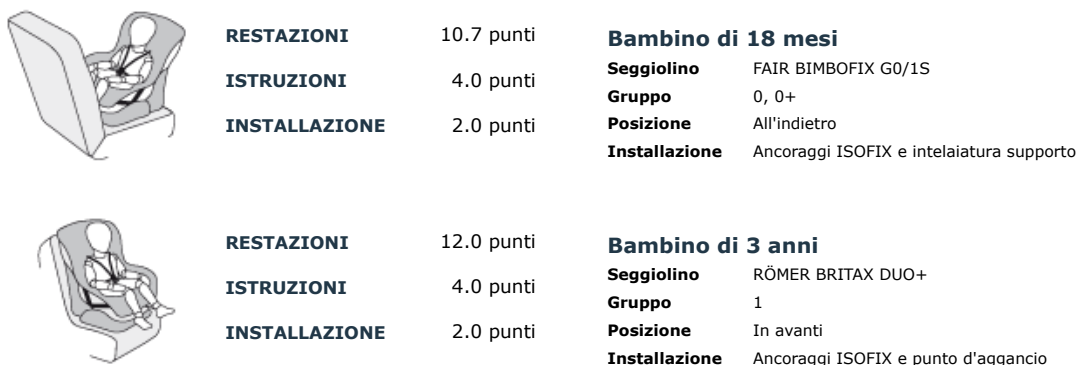 RESTAZIONI 10.7 punti
ISTRUZIONI 4.0 punti
INSTALLAZIONE 2.0 punti
Bambino di 18 mesi
Seggiolino FAIR BIMBOFIX G0/1S
Gruppo 0, 0+
Posizione All'indietro
Installazione Ancoraggi ISOFIX e intelaiatura supporto
RESTAZIONI 12.0 punti
ISTRUZIONI 4.0 punti
INSTALLAZIONE 2.0 punti
Bambino di 3 anni
Seggiolino RÖMER BRITAX DUO+
Gruppo 1
Posizione In avanti
Installazione Ancoraggi ISOFIX e punto d'aggancio